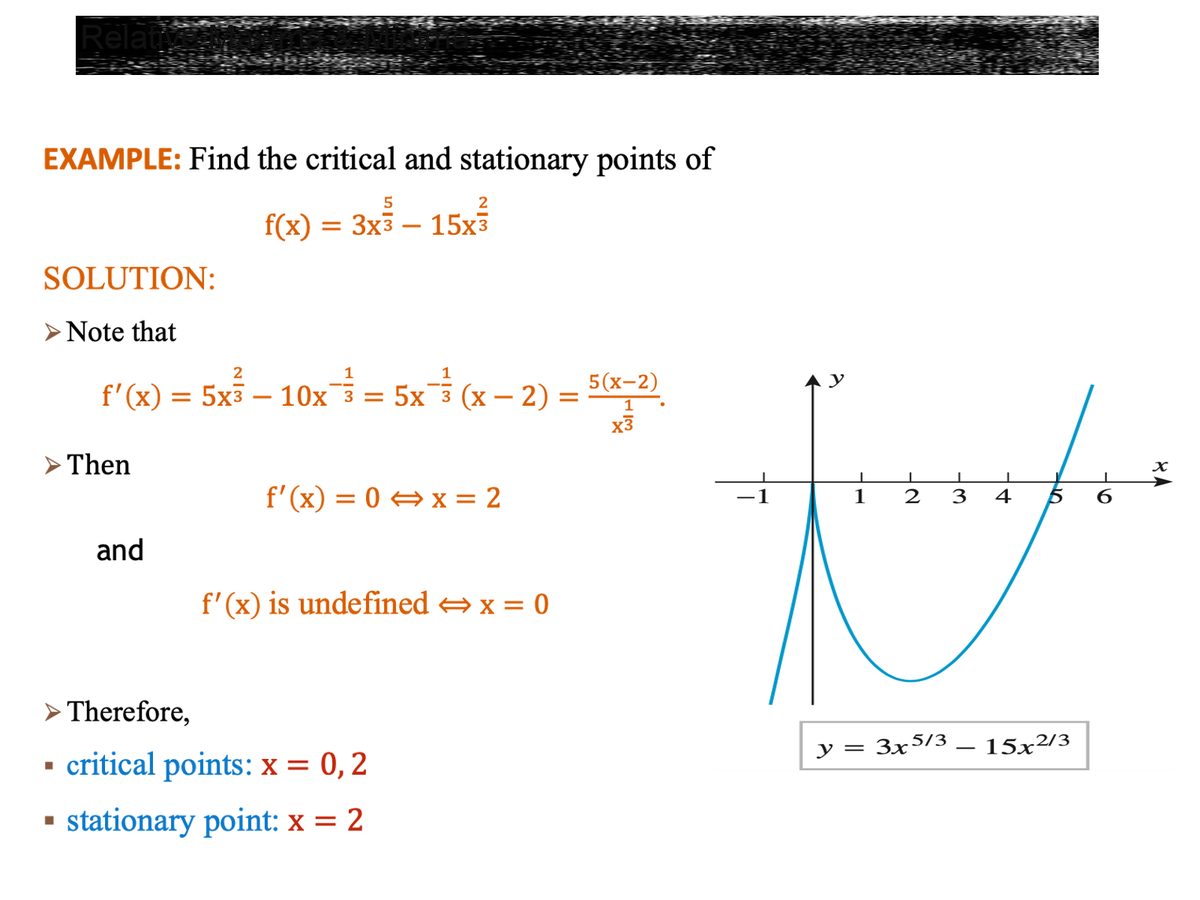 EXAMPLE: Find the critical and stationary points of
f(x) = 3x^(5/3) − 15x^(2/3)
SOLUTION:
➢ Note that
f′(x) = 5x^(2/3) − 10x^(−1/3) = 5x^(−1/3) (x − 2) = 5(x−2)/x^(1/3).
➢ Then
f′(x) = 0 ⇔ x = 2
and
f′(x) is undefined ⇔ x = 0
➢ Therefore,
▪ critical points: x = 0, 2
▪ stationary point: x = 2
y
x
−1 1 2 3 4 5 6
y = 3x^(5/3) − 15x^(2/3)